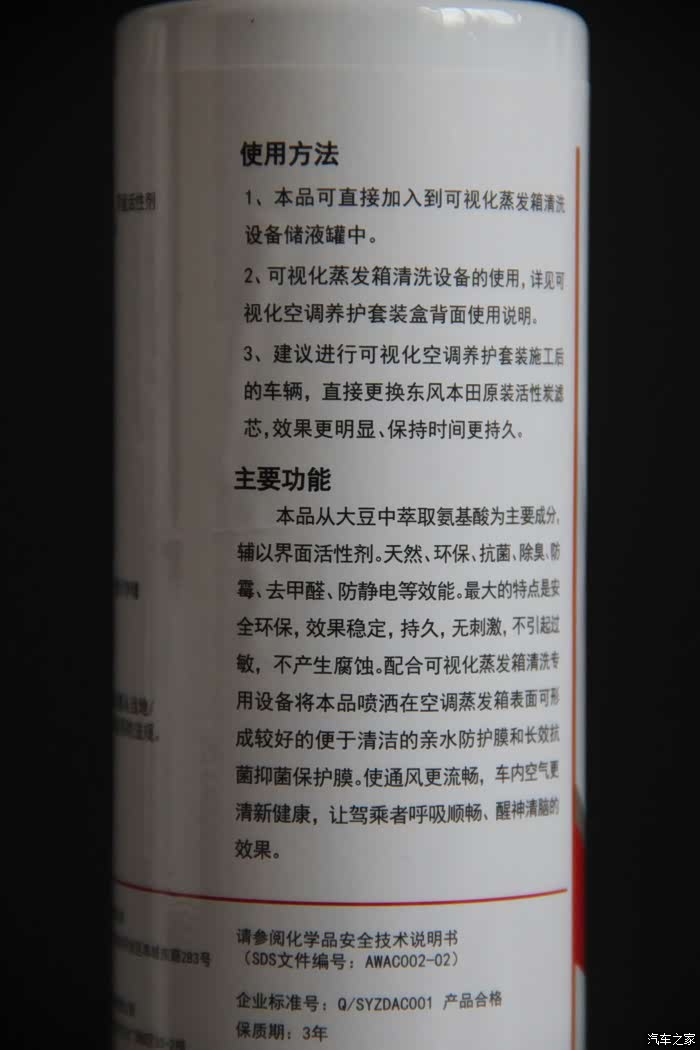 使用方法
1、本品可直接加入到可视化蒸发箱清洗
设备储液罐中。
2、可视化蒸发箱清洗设备的使用,详见可
视化空调养护套装盒背面使用说明。
3、建议进行可视化空调养护套装施工后
的车辆，直接更换东风本田原装活性炭滤
芯,效果更明显、保持时间更持久。
主要功能
本品从大豆中萃取氨基酸为主要成分,
辅以界面活性剂。天然、环保、抗菌、除臭、防
霉、去甲醛、防静电等效能。最大的特点是安
全环保，效果稳定，持久，无刺激，不引起过
敏，不产生腐蚀。配合可视化蒸发箱清洗专
用设备将本品喷洒在空调蒸发箱表面可形
成较好的便于清洁的亲水防护膜和长效抗
菌抑菌保护膜。使通风更流畅，车内空气更
清新健康，让驾乘者呼吸顺畅、醒神清脑的
效果。
请参阅化学品安全技术说明书
（SDS文件编号：AWAC002-02）
企业标准号：Q/SYZDAC001 产品合格
保质期：3年
活性剂
283号
汽车之家